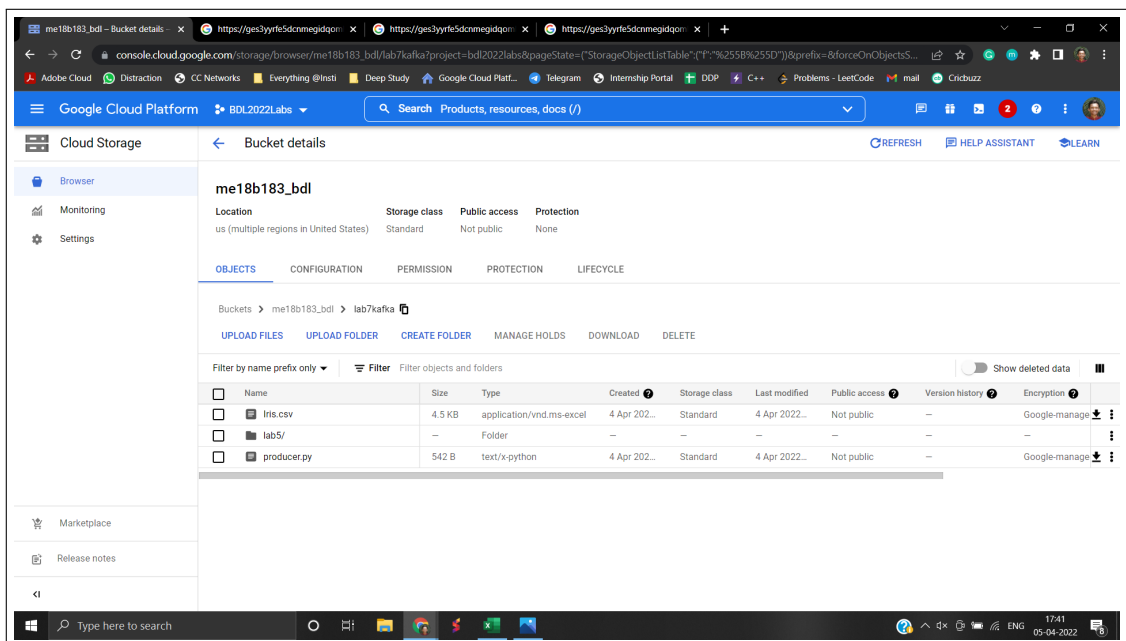 me18b183_bdl – Bucket details –
https://ges3yyrfe5dcnmegidqom
https://ges3yyrfe5dcnmegidqom
https://ges3yyrfe5dcnmegidqom
console.cloud.google.com/storage/browser/me18b183_bdl/lab7kafka?project=bdl2022labs&pageState=("StorageObjectListTable":("f":"%255B%255D"))&prefix=&forceOnObjectsS...
Adobe Cloud Distraction CC Networks Everything @Insti Deep Study Google Cloud Platf... Telegram Internship Portal DDP C++ Problems - LeetCode mail Cricbuzz
Google Cloud Platform BDL2022Labs Search Products, resources, docs (/) 2
Cloud Storage Bucket details REFRESH HELP ASSISTANT LEARN
Browser
Monitoring
Settings
me18b183_bdl
Location Storage class Public access Protection
us (multiple regions in United States) Standard Not public None
OBJECTS CONFIGURATION PERMISSION PROTECTION LIFECYCLE
Buckets > me18b183_bdl > lab7kafka
UPLOAD FILES UPLOAD FOLDER CREATE FOLDER MANAGE HOLDS DOWNLOAD DELETE
Filter by name prefix only Filter Filter objects and folders Show deleted data
Name Size Type Created Storage class Last modified Public access Version history Encryption
Iris.csv 4.5 KB application/vnd.ms-excel 4 Apr 202... Standard 4 Apr 2022... Not public – Google-manage
lab5/ – Folder – – – – – –
producer.py 542 B text/x-python 4 Apr 202... Standard 4 Apr 2022... Not public – Google-manage
Marketplace
Release notes
Type here to search ENG 17:41
05-04-2022 8